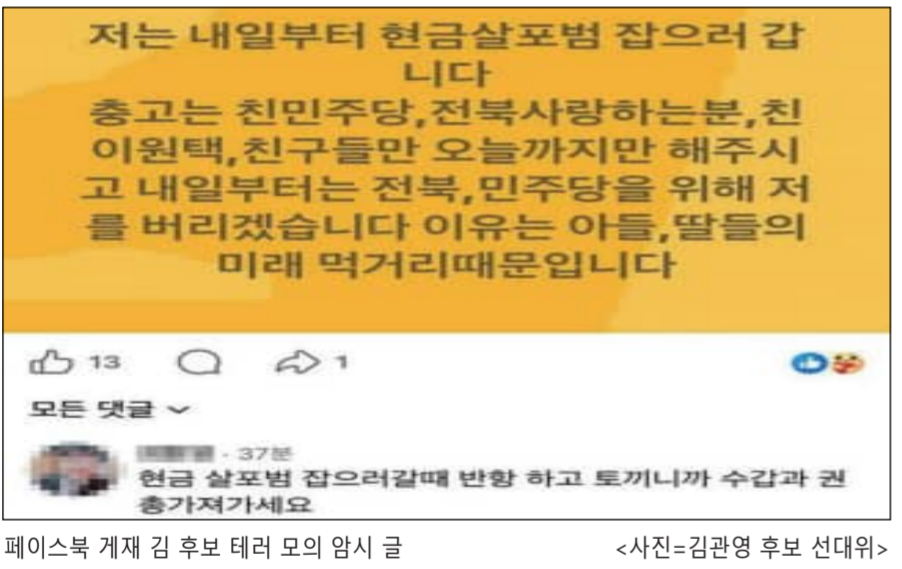 저는 내일부터 현금살포범 잡으러 갑
니다
충고는 친민주당,전북사랑하는분,친
이원택,친구들만 오늘까지만 해주시
고 내일부터는 전북,민주당을 위해 저
를 버리겠습니다 이유는 아들,딸들의
미래 먹거리때문입니다
13 1
모든 댓글
· 37분
현금 살포범 잡으러갈때 반항 하고 토끼니까 수갑과 권
총가져가세요
페이스북 게재 김 후보 테러 모의 암시 글 <사진=김관영 후보 선대위>